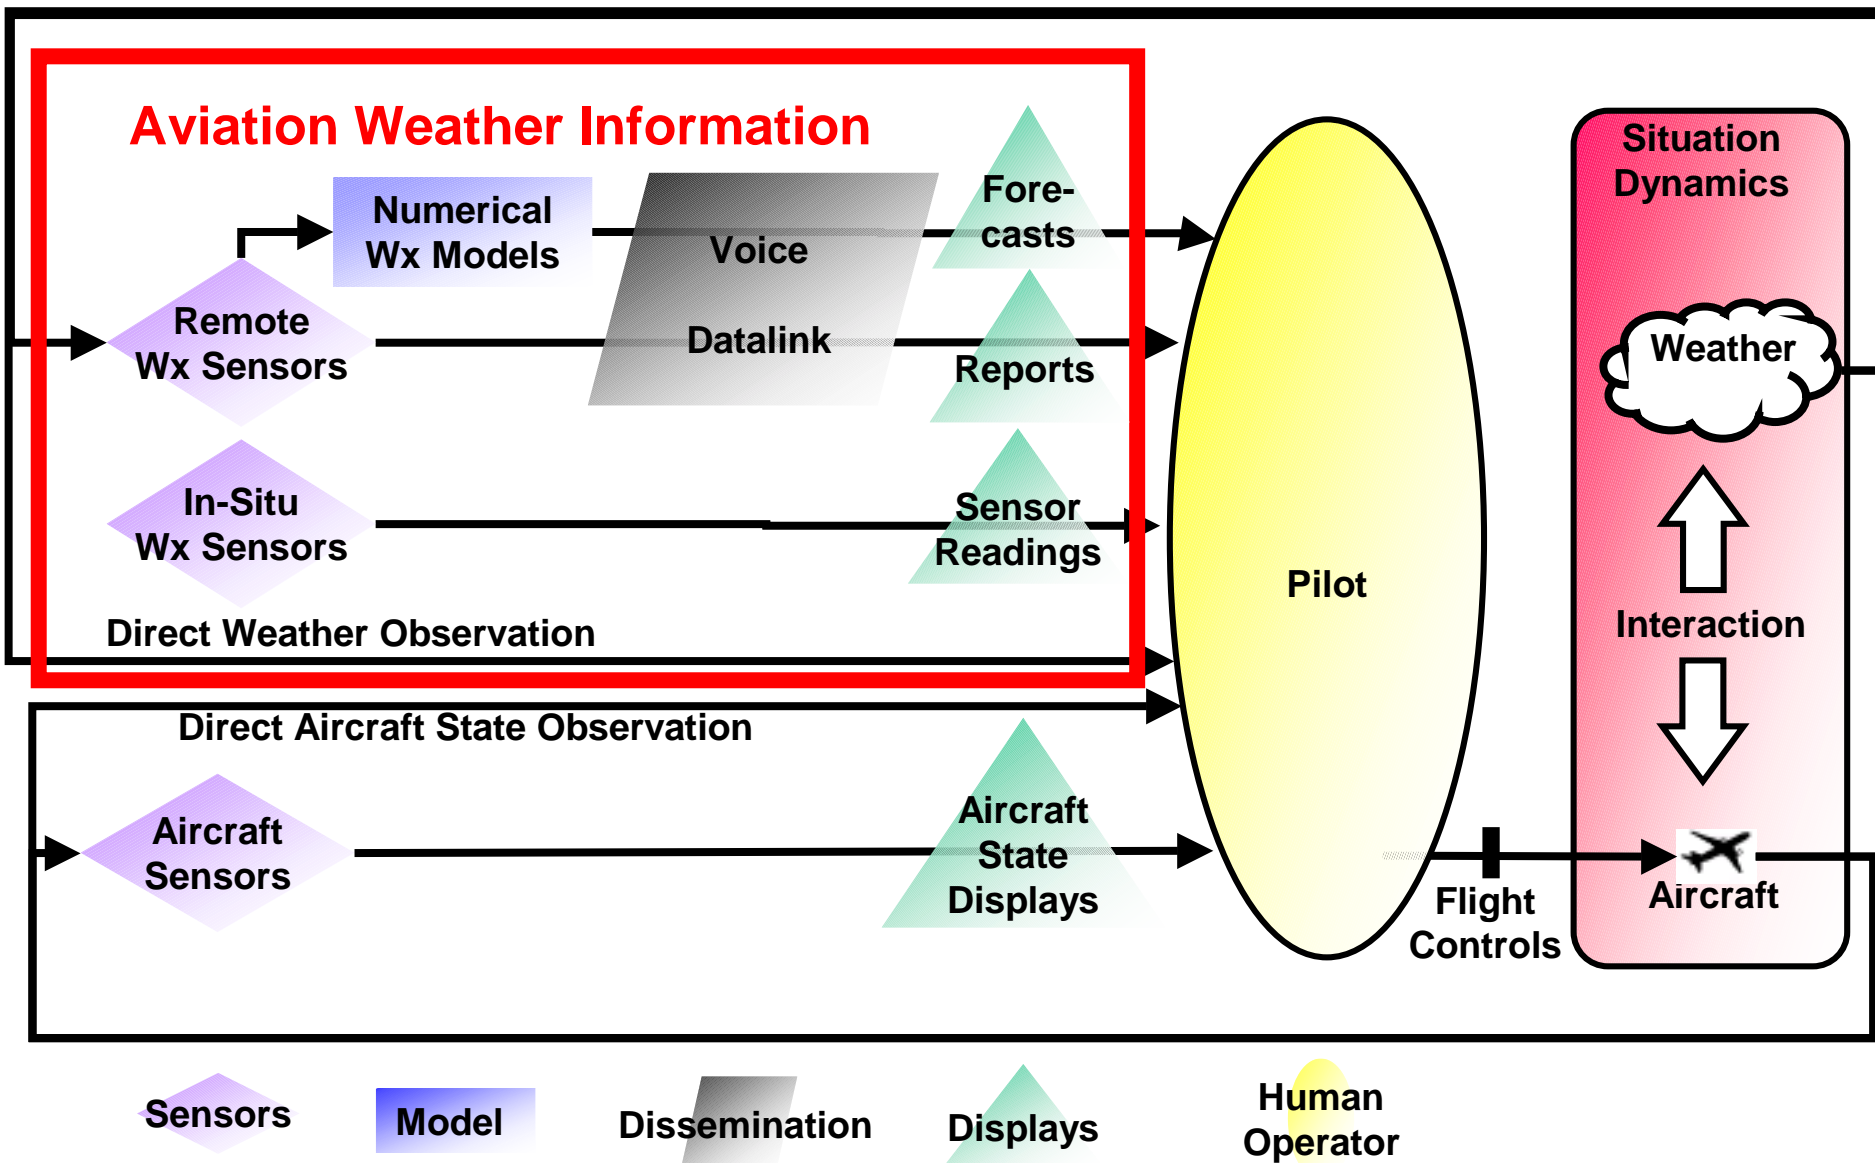 Aviation Weather Information
Situation
Dynamics
Numerical
Wx Models
Voice
Fore-
casts
Remote
Wx Sensors
Datalink
Reports
Weather
In-Situ
Wx Sensors
Sensor
Readings
Pilot
Interaction
Direct Weather Observation
Direct Aircraft State Observation
Aircraft
Sensors
Aircraft
State
Displays
Flight
Controls
Aircraft
Sensors
Model
Dissemination
Displays
Human
Operator